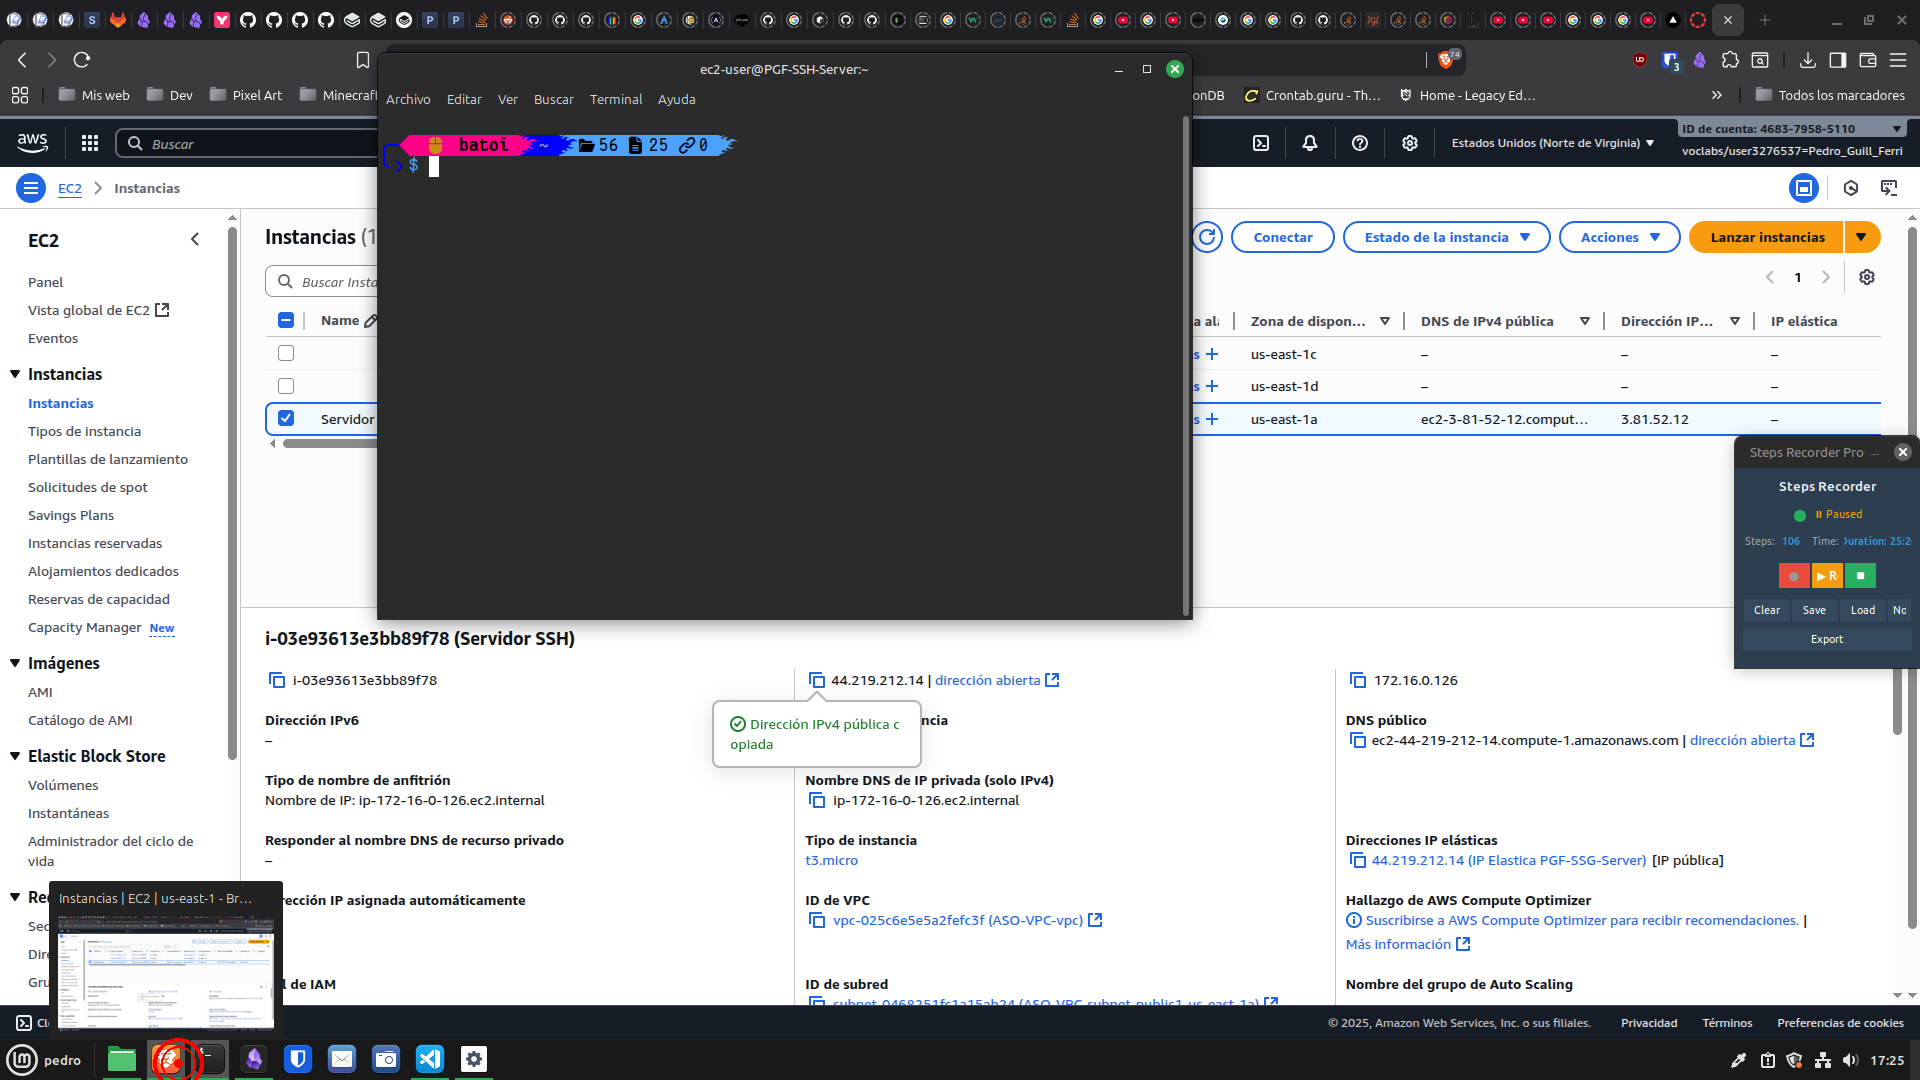 74
3
Mis web
Dev
Pixel Art
Minecraf
onDB
Crontab.guru - Th...
Home - Legacy Ed...
Todos los marcadores
ec2-user@PGF-SSH-Server:~
Archivo Editar Ver Buscar Terminal Ayuda
batoi ~ 56 25 0
$
aws
Buscar
Estados Unidos (Norte de Virginia)
ID de cuenta: 4683-7958-5110
voclabs/user3276537=Pedro_Guill_Ferri
EC2
Instancias
EC2
Panel
Vista global de EC2
Eventos
Instancias
Instancias
Tipos de instancia
Plantillas de lanzamiento
Solicitudes de spot
Savings Plans
Instancias reservadas
Alojamientos dedicados
Reservas de capacidad
Capacity Manager New
Imágenes
AMI
Catálogo de AMI
Elastic Block Store
Volúmenes
Instantáneas
Administrador del ciclo de
vida
Instancias (1
Conectar
Estado de la instancia
Acciones
Lanzar instancias
Buscar Insta
1
Name
Zona de dispon...
DNS de IPv4 pública
Dirección IP...
IP elástica
us-east-1c
–
–
–
us-east-1d
–
–
–
Servidor
us-east-1a
ec2-3-81-52-12.comput...
3.81.52.12
–
Steps Recorder Pro
Steps Recorder
Paused
Steps: 106 Time: Duration: 25:2
R
Clear
Save
Load
No
Export
i-03e93613e3bb89f78 (Servidor SSH)
i-03e93613e3bb89f78
44.219.212.14 | dirección abierta
172.16.0.126
Dirección IPv4 pública c
opiada
Dirección IPv6
–
ncia
DNS público
ec2-44-219-212-14.compute-1.amazonaws.com | dirección abierta
Tipo de nombre de anfitrión
Nombre de IP: ip-172-16-0-126.ec2.internal
Nombre DNS de IP privada (solo IPv4)
ip-172-16-0-126.ec2.internal
Responder al nombre DNS de recurso privado
–
Tipo de instancia
t3.micro
Direcciones IP elásticas
44.219.212.14 (IP Elastica PGF-SSG-Server) [IP pública]
rección IP asignada automáticamente
ID de VPC
vpc-025c6e5e5a2fefc3f (ASO-VPC-vpc)
Hallazgo de AWS Compute Optimizer
Suscribirse a AWS Compute Optimizer para recibir recomendaciones. |
Más información
l de IAM
ID de subred
subnet-0468251fc1a15ab24 (ASO-VPC-subnet-public1-us-east-1a)
Nombre del grupo de Auto Scaling
Re
Sec
Dire
Gru
Instancias | EC2 | us-east-1 - Br...
Cl
© 2025, Amazon Web Services, Inc. o sus filiales.
Privacidad
Términos
Preferencias de cookies
pedro
17:25